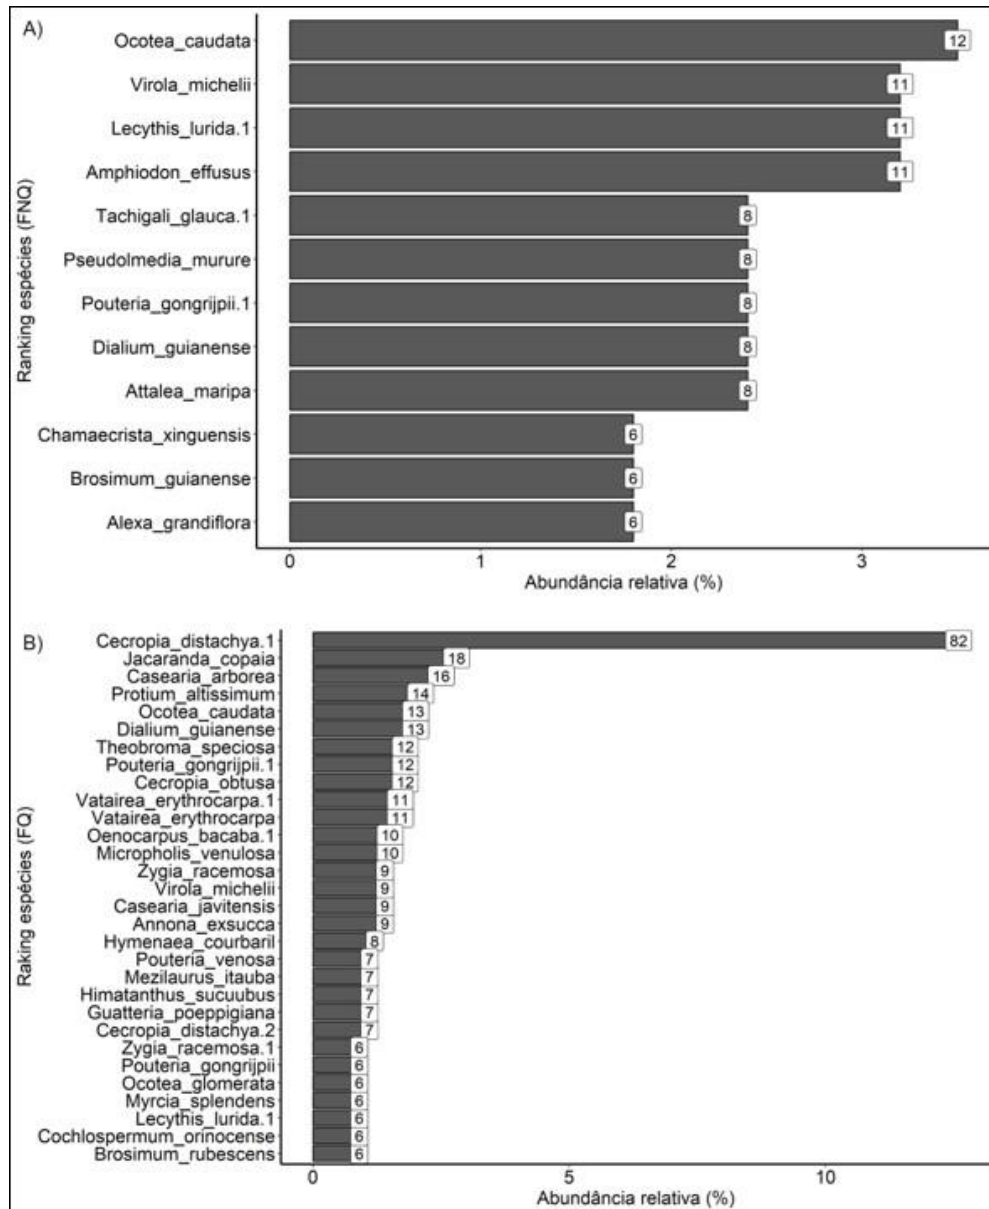 A)
Ranking espécies (FNQ)
Ocotea_caudata 12
Virola_michelii 11
Lecythis_lurida.1 11
Amphiodon_effusus 11
Tachigali_glauca.1 8
Pseudolmedia_murure 8
Pouteria_gongrijpii.1 8
Dialium_guianense 8
Attalea_maripa 8
Chamaecrista_xinguensis 6
Brosimum_guianense 6
Alexa_grandiflora 6
0 1 2 3
Abundância relativa (%)
B)
Raking espécies (FQ)
Cecropia_distachya.1 82
Jacaranda_copaia 18
Casearia_arborea 16
Protium_altissimum 14
Ocotea_caudata 13
Dialium_guianense 13
Theobroma_speciosa 12
Pouteria_gongrijpii.1 12
Cecropia_obtusa 12
Vatairea_erythrocarpa.1 11
Vatairea_erythrocarpa 11
Oenocarpus_bacaba.1 10
Micropholis_venulosa 10
Zygia_racemosa 9
Virola_michelii 9
Casearia_javitensis 9
Annona_exsucca 9
Hymenaea_courbaril 8
Pouteria_venosa 7
Mezilaurus_itauba 7
Himatanthus_sucuubus 7
Guatteria_poeppigiana 7
Cecropia_distachya.2 7
Zygia_racemosa.1 6
Pouteria_gongrijpii 6
Ocotea_glomerata 6
Myrcia_splendens 6
Lecythis_lurida.1 6
Cochlospermum_orinocense 6
Brosimum_rubescens 6
0 5 10
Abundância relativa (%)